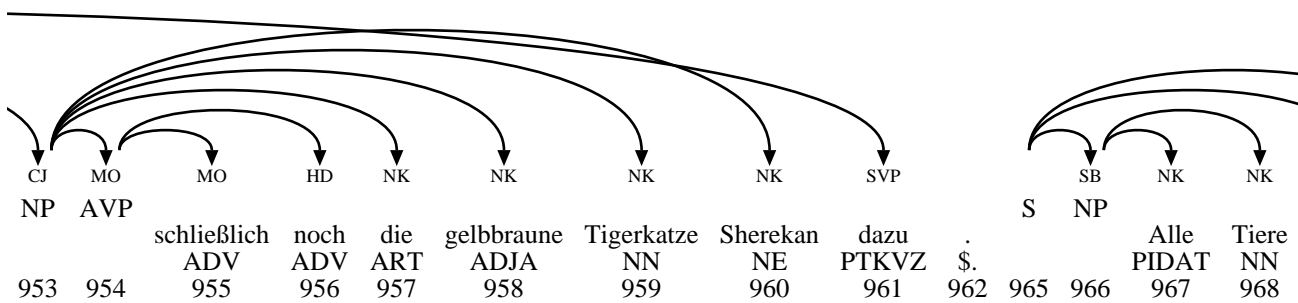 CJ MO MO HD NK NK NK NK SVP SB NK NK
NP AVP S NP
schließlich noch die gelbbraune Tigerkatze Sherekan dazu . Alle Tiere
ADV ADV ART ADJA NN NE PTKVZ $. PIDAT NN
953 954 955 956 957 958 959 960 961 962 965 966 967 968